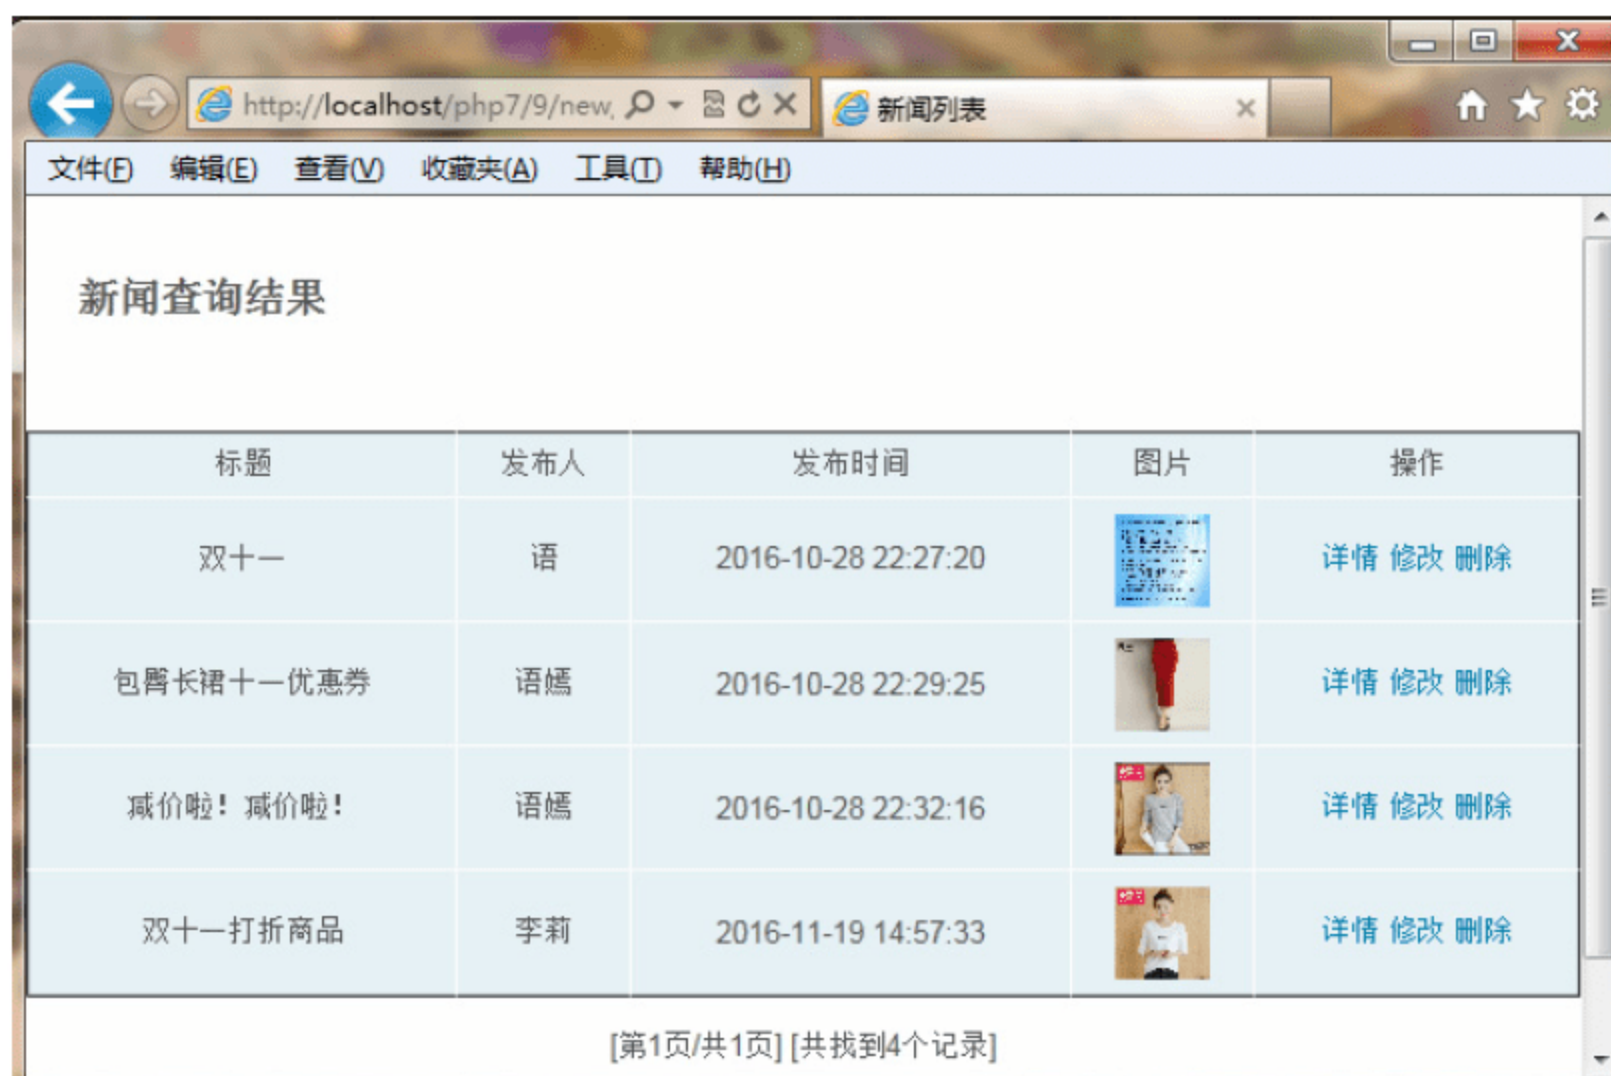 http://localhost/php7/9/new,
新闻列表
文件(F) 编辑(E) 查看(V) 收藏夹(A) 工具(T) 帮助(H)
新闻查询结果
标题 发布人 发布时间 图片 操作
双十一 语 2016-10-28 22:27:20 详情 修改 删除
包臀长裙十一优惠券 语嫣 2016-10-28 22:29:25 详情 修改 删除
减价啦！减价啦！ 语嫣 2016-10-28 22:32:16 详情 修改 删除
双十一打折商品 李莉 2016-11-19 14:57:33 详情 修改 删除
[第1页/共1页] [共找到4个记录]